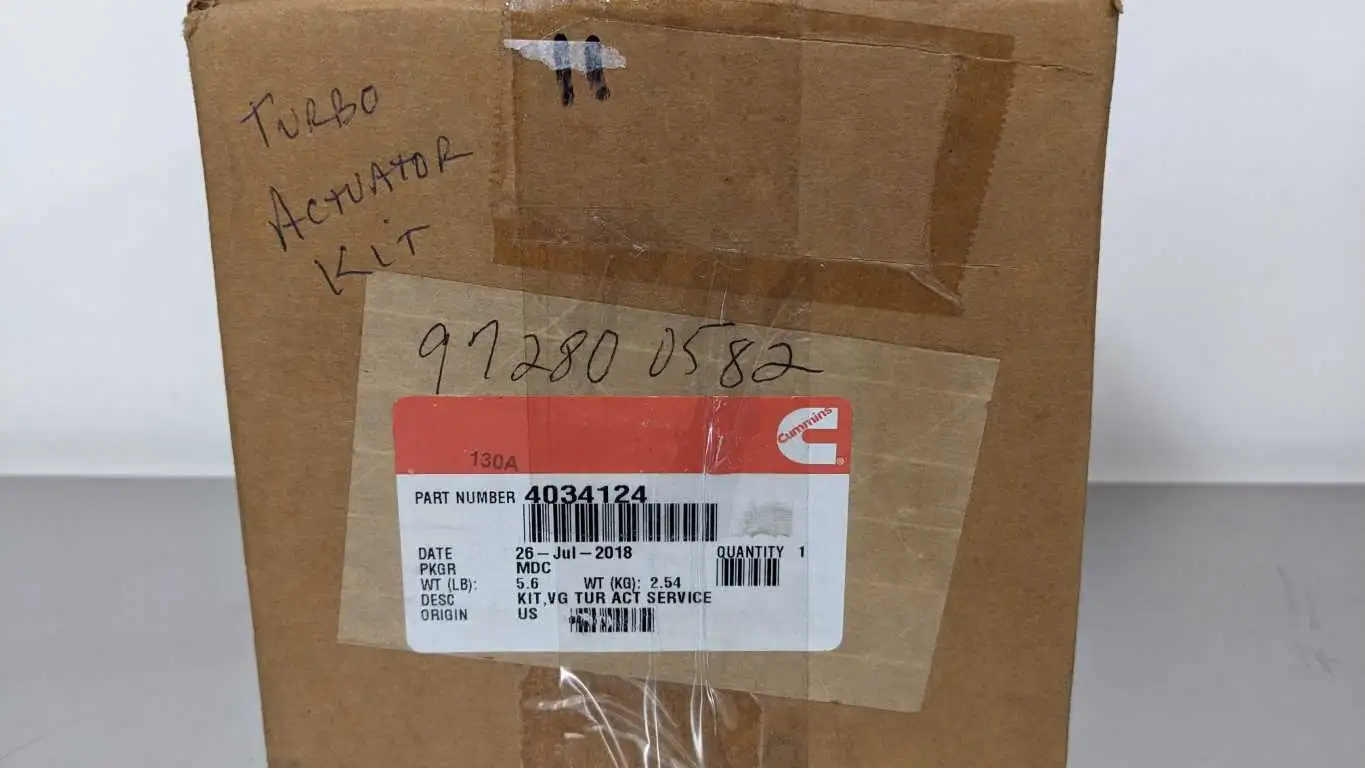 11
TURBO
ACTUATOR
KIT
97280 0582
Cummins
130A
PART NUMBER 4034124
DATE 26-Jul-2018 QUANTITY 1
PKGR MDC
WT (LB): 5.6 WT (KG): 2.54
DESC KIT,VG TUR ACT SERVICE
ORIGIN US